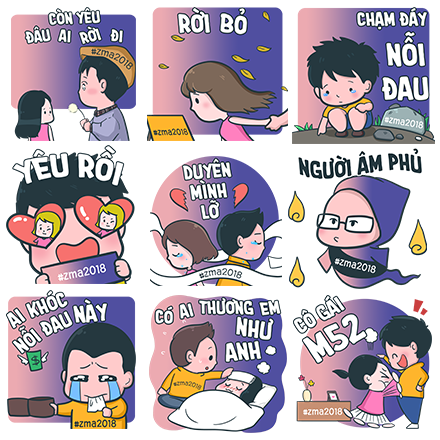 CÒN YÊU
ĐÂU AI RỜI ĐI
#zma2018
RỜI BỎ
#zma2018
CHẠM ĐÁY
NỖI
ĐAU
#zma2018
YÊU RỒI
#zma2018
DUYÊN
MÌNH
LỠ
#zma2018
NGƯỜI ÂM PHỦ
#zma2018
AI KHÓC
NỖI ĐAU NÀY
$
#zma2018
CÓ AI THƯƠNG EM
NHƯ
ANH
#zma2018
CÔ GÁI
M52
#zma2018